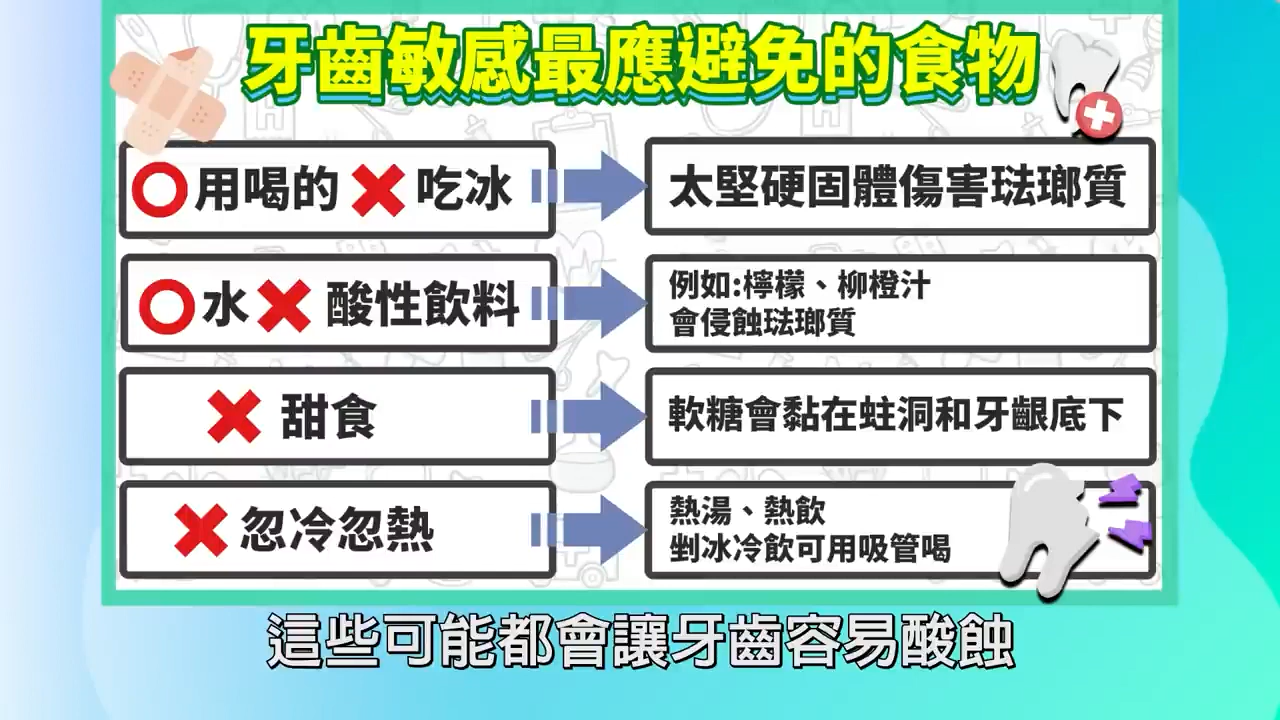 牙齒敏感最應避免的食物
用喝的 吃冰
太堅硬固體傷害琺瑯質
水 酸性飲料
例如:檸檬、柳橙汁
會侵蝕琺瑯質
甜食
軟糖會黏在蛀洞和牙齦底下
忽冷忽熱
熱湯、熱飲
剉冰冷飲可用吸管喝
這些可能都會讓牙齒容易酸蝕